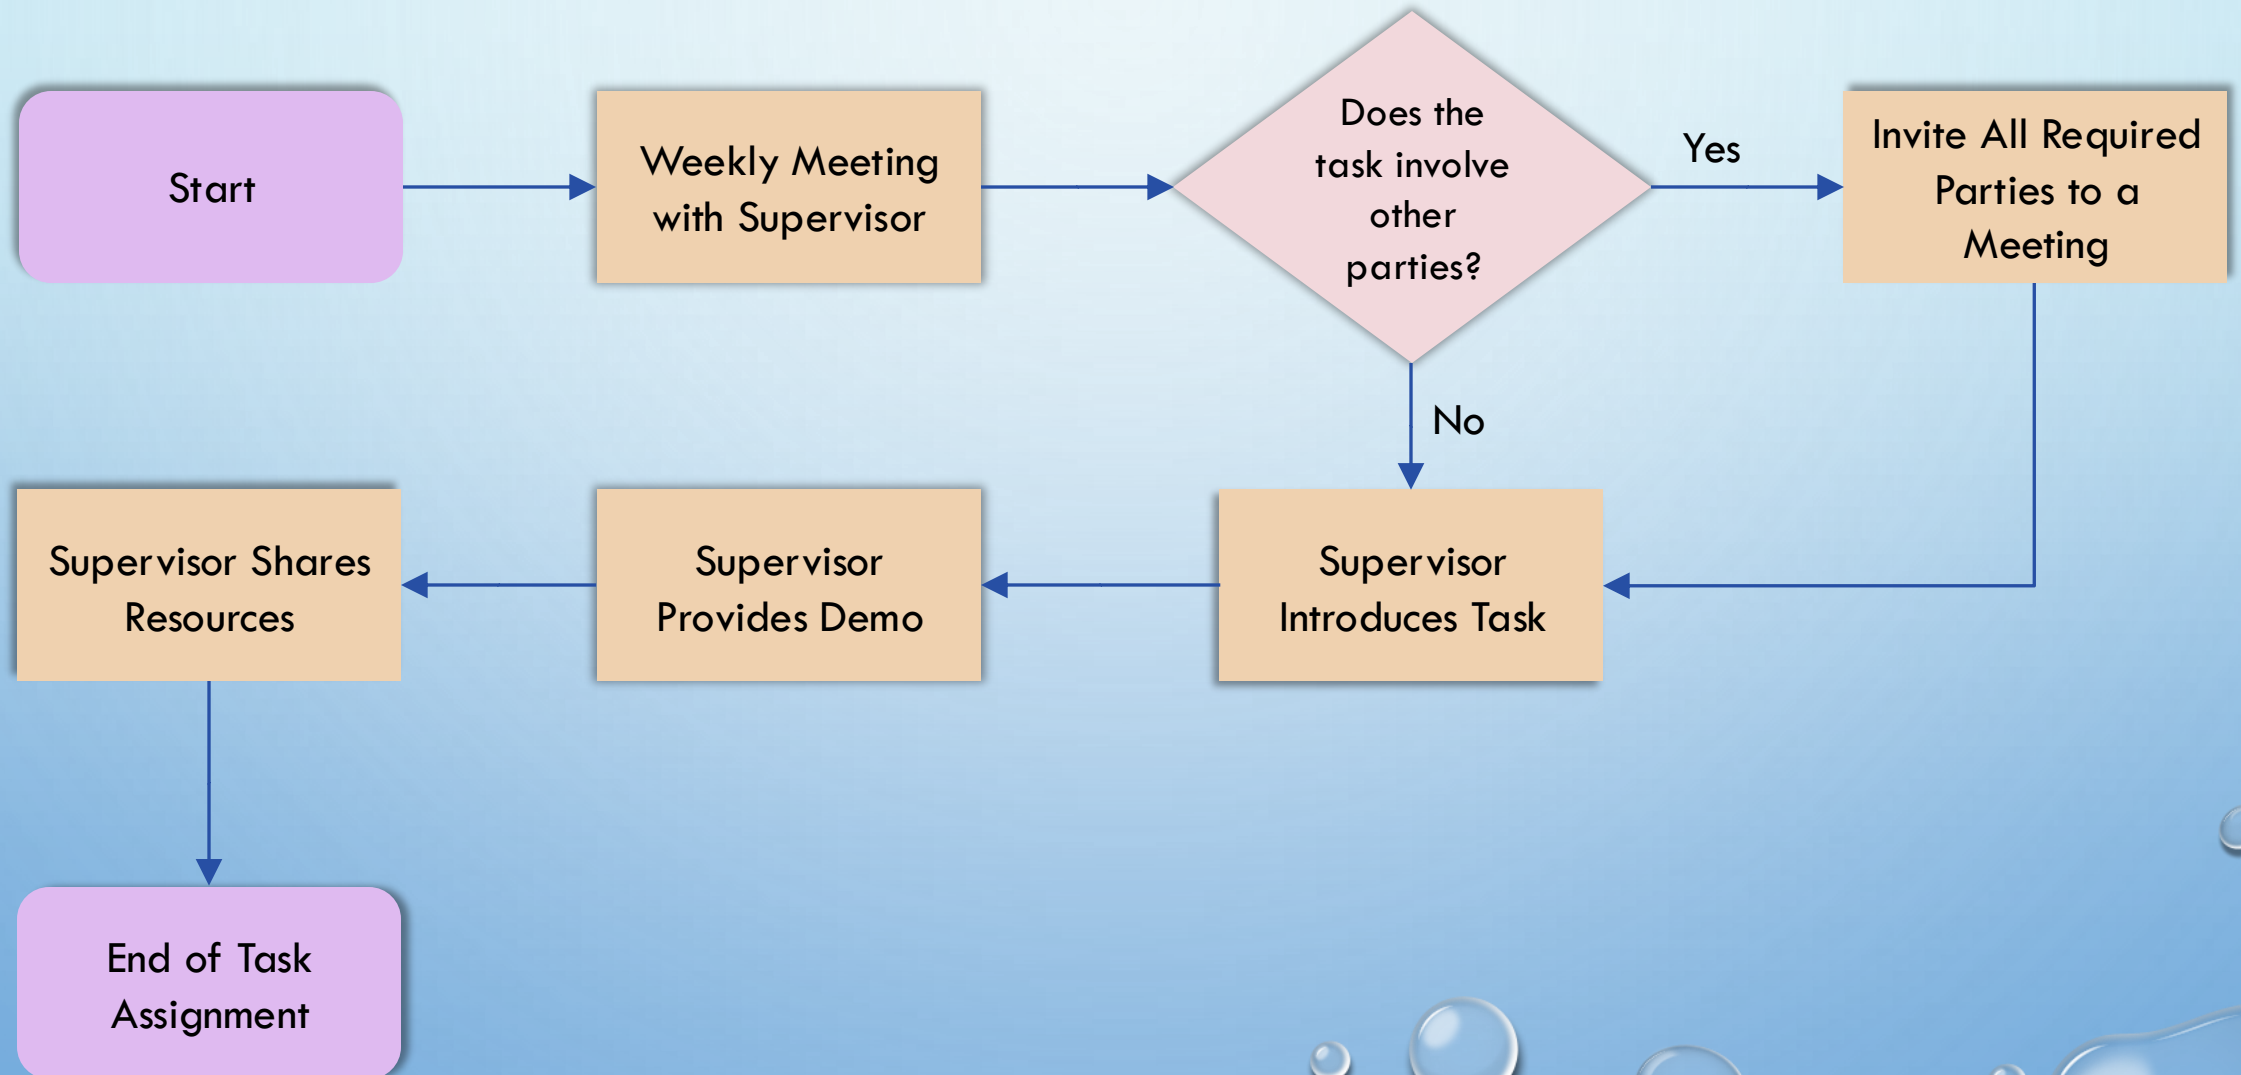 Start
Weekly Meeting
with Supervisor
Does the
task involve
other
parties?
Yes
Invite All Required
Parties to a
Meeting
No
Supervisor Shares
Resources
Supervisor
Provides Demo
Supervisor
Introduces Task
End of Task
Assignment